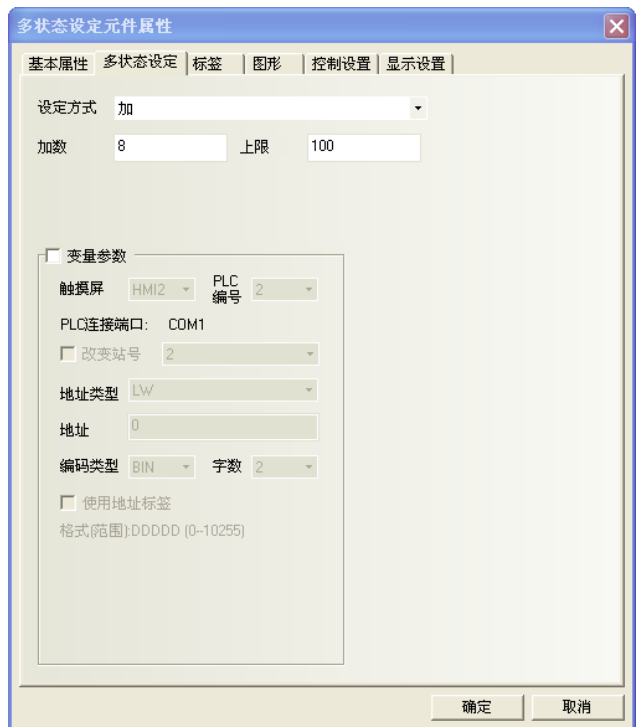 多状态设定元件属性
基本属性 多状态设定 标签 图形 控制设置 显示设置
设定方式 加
加数 8 上限 100
变量参数
触摸屏 HMI2 PLC编号 2
PLC连接端口: COM1
改变站号 2
地址类型 LW
地址 0
编码类型 BIN 字数 2
使用地址标签
格式(范围):DDDDD (0--10255)
确定 取消